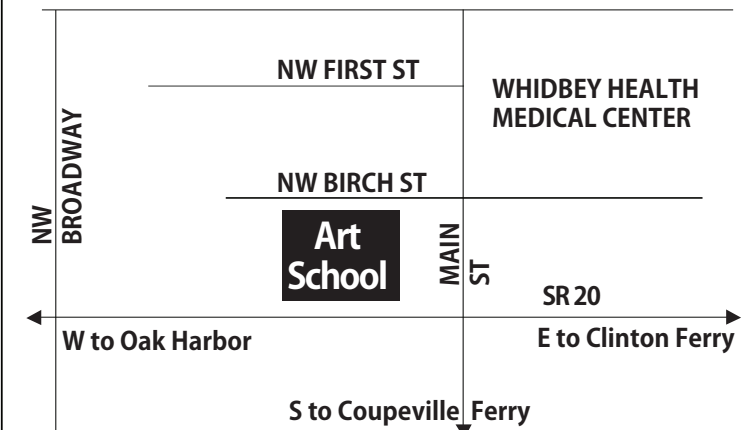 NW FIRST ST
WHIDBEY HEALTH
MEDICAL CENTER
NW
BROADWAY
NW BIRCH ST
Art
School
MAIN
ST
SR 20
W to Oak Harbor
E to Clinton Ferry
S to Coupeville Ferry